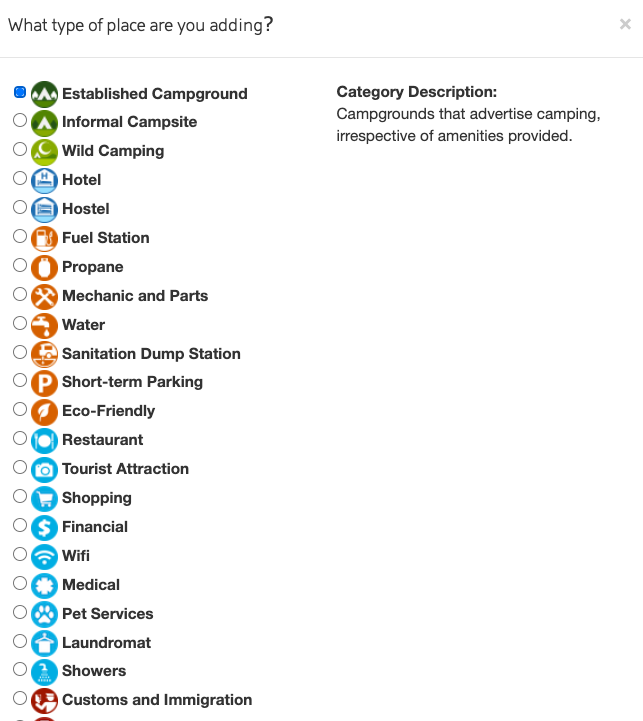 What type of place are you adding?
×
Established Campground
Category Description:
Campgrounds that advertise camping,
irrespective of amenities provided.
Informal Campsite
Wild Camping
H
Hotel
Hostel
Fuel Station
Propane
Mechanic and Parts
Water
Sanitation Dump Station
P
Short-term Parking
Eco-Friendly
Restaurant
Tourist Attraction
Shopping
$
Financial
Wifi
Medical
Pet Services
Laundromat
Showers
Customs and Immigration